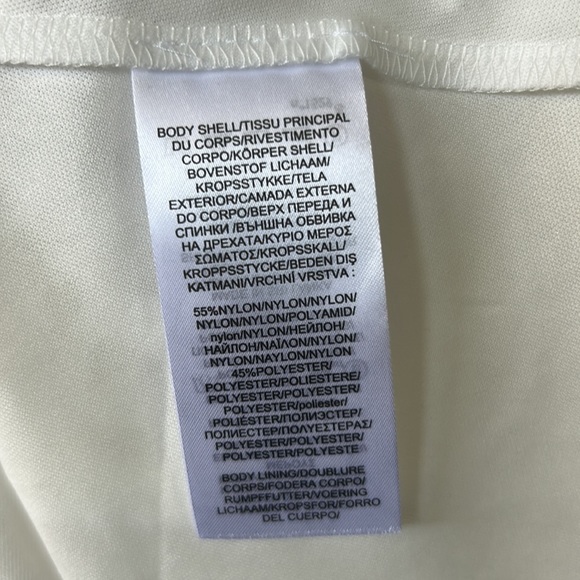 BODY SHELL/TISSU PRINCIPAL
DU CORPS/RIVESTIMENTO
CORPO/KÖRPER SHELL/
BOVENSTOF LICHAAM/
KROPSSTYKKE/TELA
EXTERIOR/CAMADA EXTERNA
DO CORPO/ВЕРХ ПЕРЕДА И
СПИНКИ /ВЪНШНА ОБВИВКА
НА ДРЕХАТА/ΚΥΡΙΟ ΜΕΡΟΣ
ΣΩΜΑΤΟΣ/KROPSSKALL/
KROPPSSTYCKE/BEDEN DIŞ
KATMANI/VRCHNÍ VRSTVA :
55%NYLON/NYLON/NYLON/
NYLON/NYLON/POLYAMID/
nylon/NYLON/НЕЙЛОН/
НАЙЛОН/ΝΑΪΛΟΝ/NYLON/
NYLON/NAYLON/NYLON
45%POLYESTER/
POLYESTER/POLIESTERE/
POLYESTER/POLYESTER/
POLYESTER/poliester/
POLIÉSTER/ПОЛИЭСТЕР/
ПОЛИЕСТЕР/ΠΟΛΥΕΣΤΕΡΑΣ/
POLYESTER/POLYESTER/
POLYESTER/POLYESTE
BODY LINING/DOUBLURE
CORPS/FODERA CORPO/
RUMPFFUTTER/VOERING
LICHAAM/KROPSFOR/FORRO
DEL CUERPO/